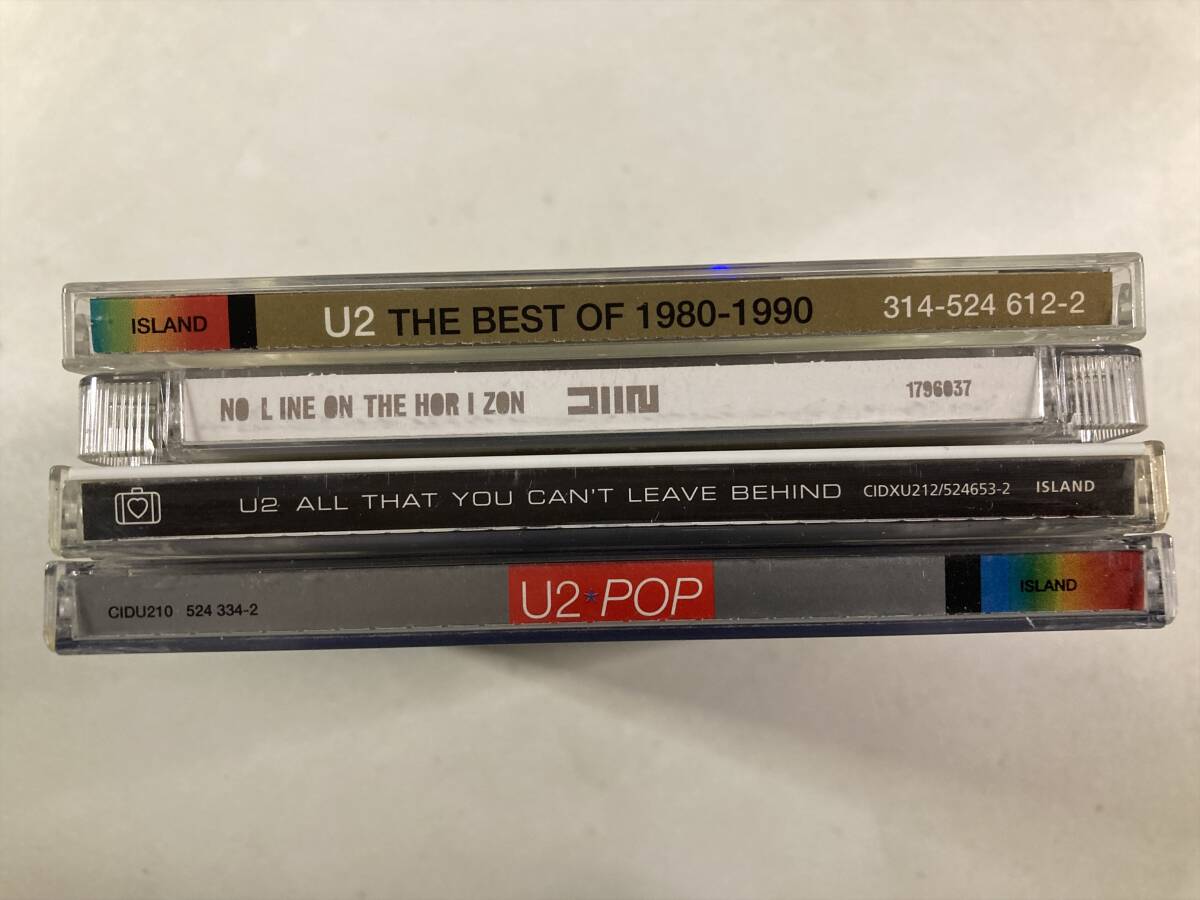 ISLAND U2 THE BEST OF 1980-1990 314-524 612-2
NO LINE ON THE HORIZON U2 1796037
U2 ALL THAT YOU CAN'T LEAVE BEHIND CIDXU212/524653-2 ISLAND
CIDU210 524 334-2 U2*POP ISLAND